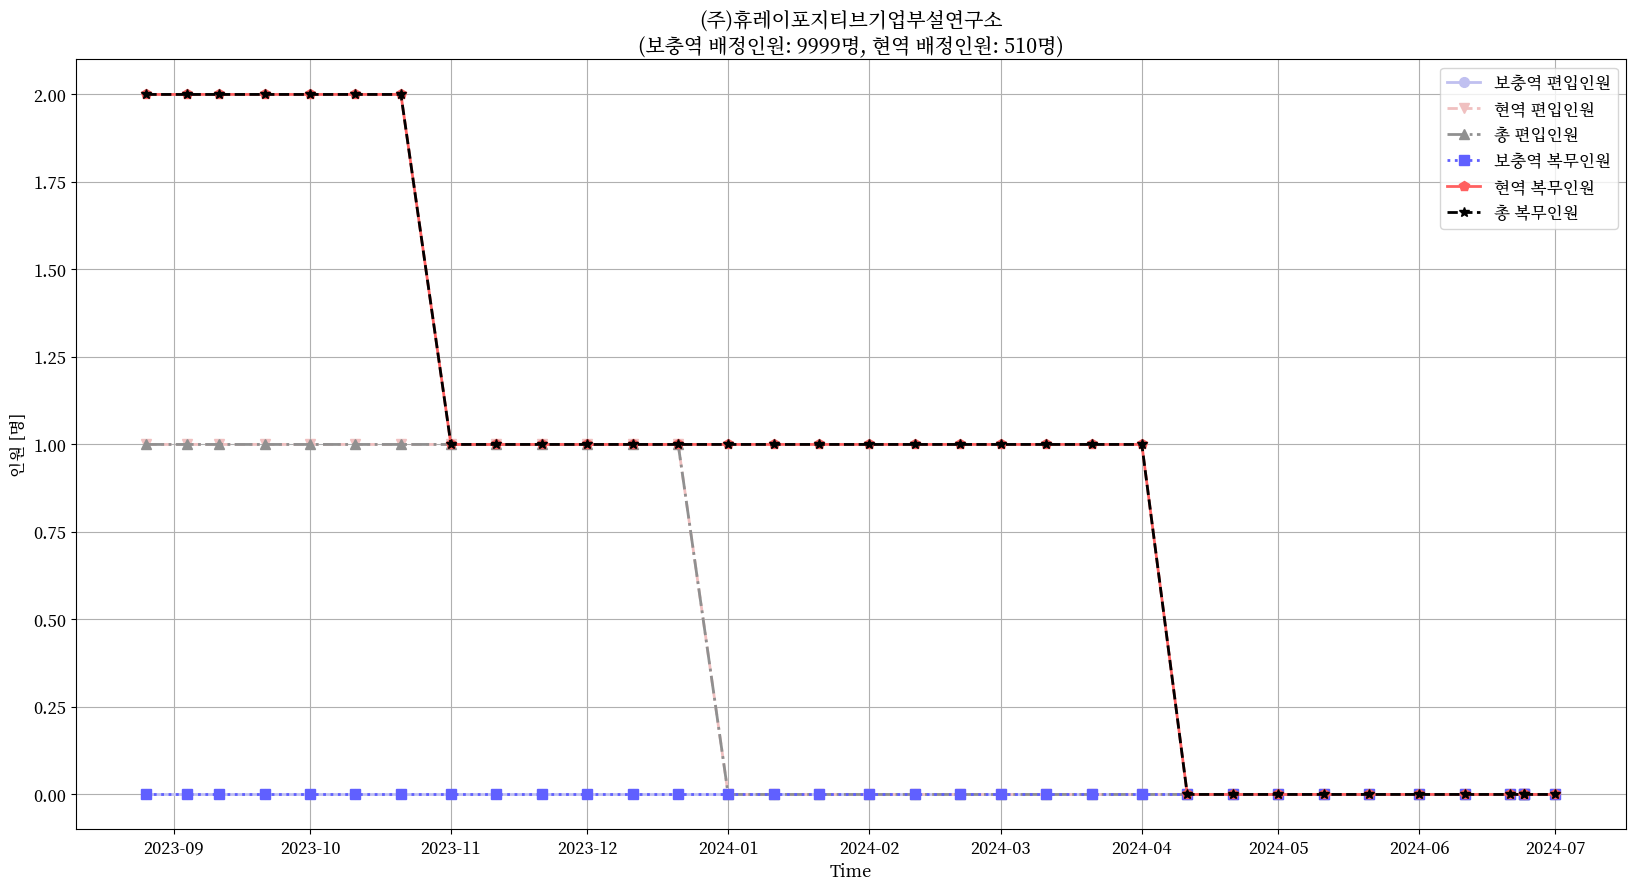 (주)휴레이포지티브기업부설연구소
(보충역 배정인원: 9999명, 현역 배정인원: 510명)
보충역 편입인원
현역 편입인원
총 편입인원
보충역 복무인원
현역 복무인원
총 복무인원
인원 [명]
2.00
1.75
1.50
1.25
1.00
0.75
0.50
0.25
0.00
2023-09 2023-10 2023-11 2023-12 2024-01 2024-02 2024-03 2024-04 2024-05 2024-06 2024-07
Time